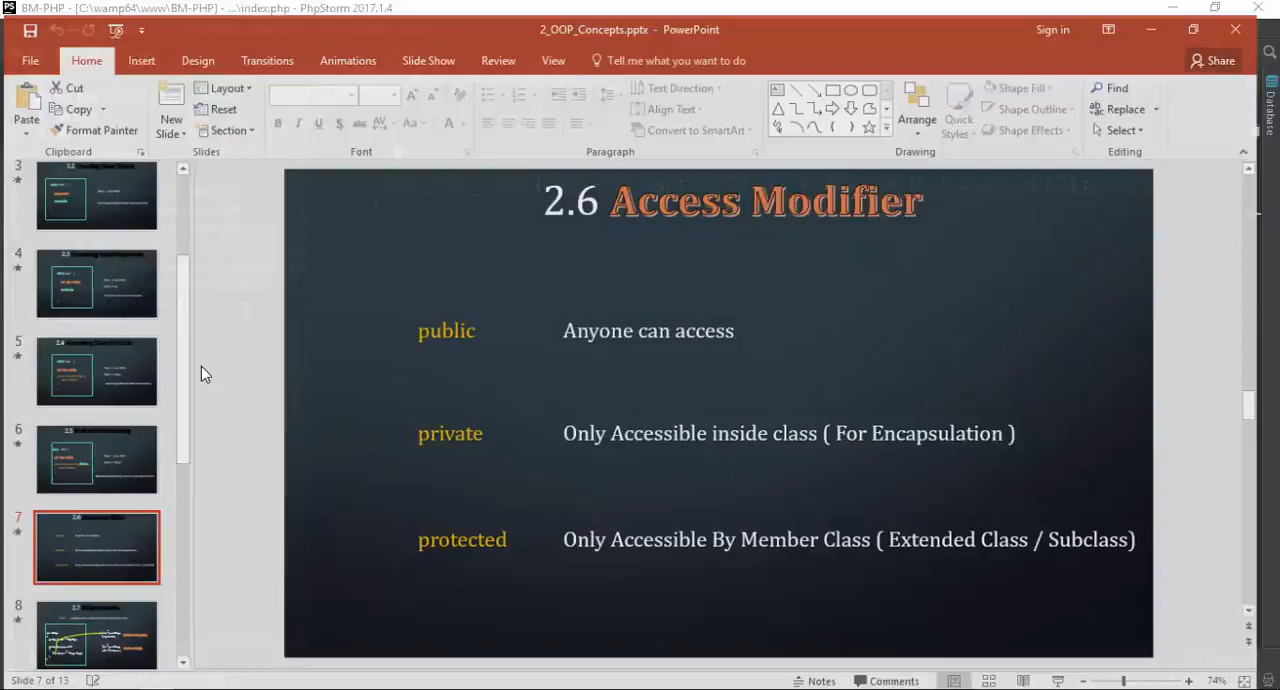 BM-PHP - [C:\wamp64\www\BM-PHP] - ...\index.php - PhpStorm 2017.1.4
2_OOP_Concepts.pptx - PowerPoint
Sign in
File Home Insert Design Transitions Animations Slide Show Review View Tell me what you want to do Share
Paste
Cut
Copy
Format Painter
Clipboard
New Slide
Layout
Reset
Section
Slides
Font
Text Direction
Align Text
Convert to SmartArt
Paragraph
Arrange
Quick Styles
Shape Fill
Shape Outline
Shape Effects
Drawing
Find
Replace
Select
Editing
Database
3
4
5
6
7
8
2.6 Access Modifier
public Anyone can access
private Only Accessible inside class ( For Encapsulation )
protected Only Accessible By Member Class ( Extended Class / Subclass)
Slide 7 of 13
Notes Comments 74%